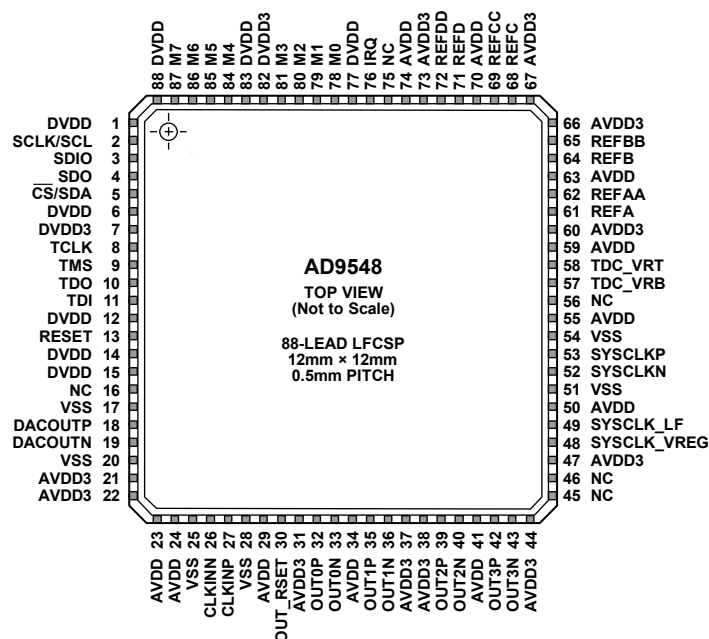 88 DVDD
87 M7
86 M6
85 M5
84 M4
83 DVDD
82 DVDD3
81 M3
80 M2
79 M1
78 M0
77 DVDD
76 IRQ
75 NC
74 AVDD
73 AVDD3
72 REFDD
71 REFD
70 AVDD
69 REFCC
68 REFC
67 AVDD3
DVDD 1
SCLK/SCL 2
SDIO 3
SDO 4
CS/SDA 5
DVDD 6
DVDD3 7
TCLK 8
TMS 9
TDO 10
TDI 11
DVDD 12
RESET 13
DVDD 14
DVDD 15
NC 16
VSS 17
DACOUTP 18
DACOUTN 19
VSS 20
AVDD3 21
AVDD3 22
AD9548
TOP VIEW
(Not to Scale)
88-LEAD LFCSP
12mm × 12mm
0.5mm PITCH
66 AVDD3
65 REFBB
64 REFB
63 AVDD
62 REFAA
61 REFA
60 AVDD3
59 AVDD
58 TDC_VRT
57 TDC_VRB
56 NC
55 AVDD
54 VSS
53 SYSCLKP
52 SYSCLKN
51 VSS
50 AVDD
49 SYSCLK_LF
48 SYSCLK_VREG
47 AVDD3
46 NC
45 NC
AVDD 23
AVDD 24
VSS 25
CLKINN 26
CLKINP 27
VSS 28
AVDD 29
OUT_RSET 30
AVDD3 31
OUT0P 32
OUT0N 33
AVDD 34
OUT1P 35
OUT1N 36
AVDD3 37
AVDD3 38
OUT2P 39
OUT2N 40
AVDD 41
OUT3P 42
OUT3N 43
AVDD3 44